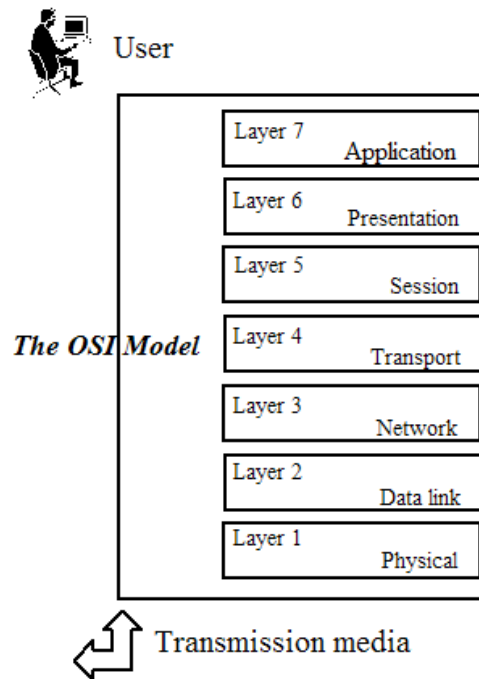 User
Layer 7
Application
Layer 6
Presentation
Layer 5
Session
The OSI Model
Layer 4
Transport
Layer 3
Network
Layer 2
Data link
Layer 1
Physical
Transmission media